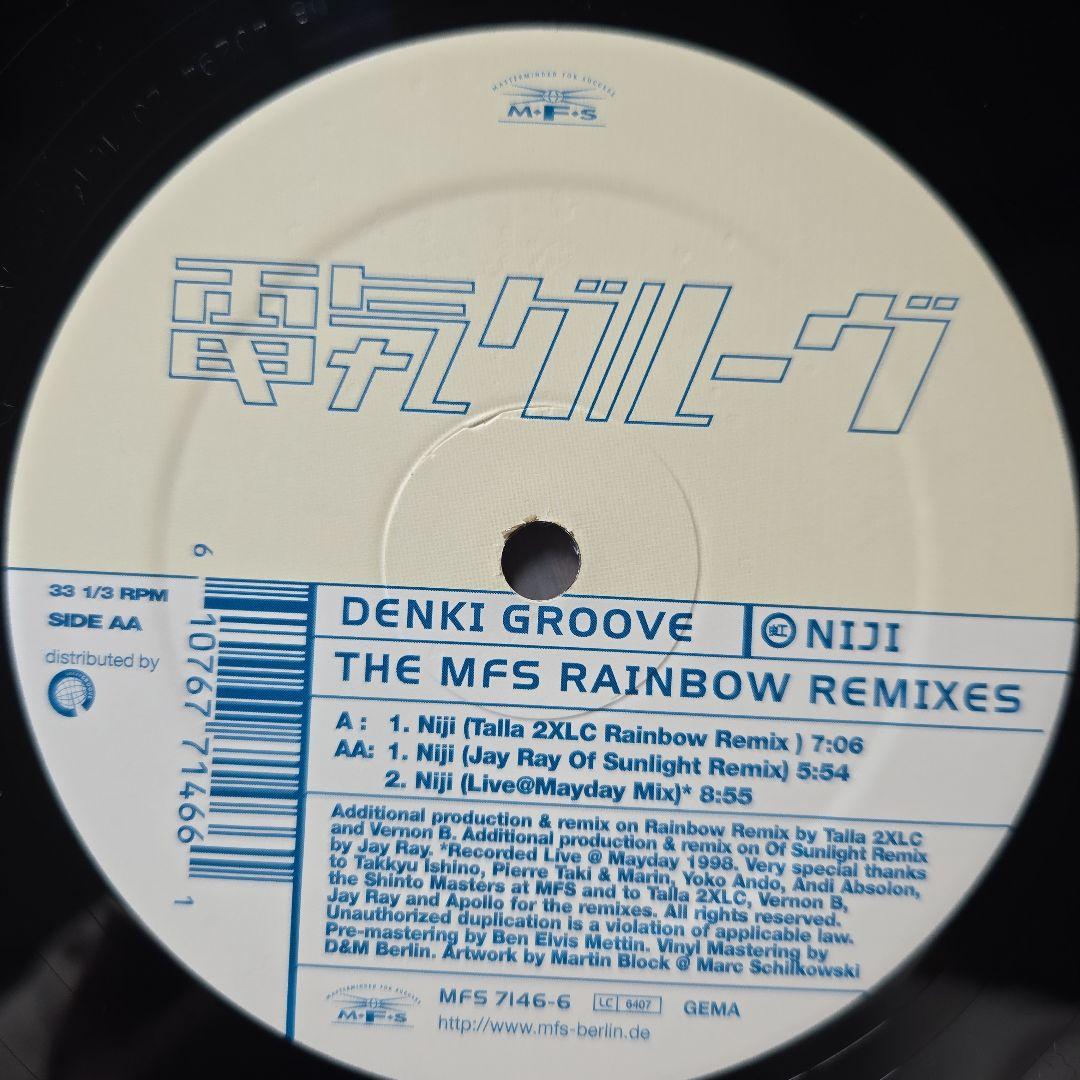 MASTERMINDED FOR SUCCESS
M·F·S
電気グルーヴ
33 1/3 RPM
SIDE AA
distributed by
6 10767 71466 1
DENKI GROOVE
虹 NIJI
THE MFS RAINBOW REMIXES
A : 1. Niji (Talla 2XLC Rainbow Remix ) 7:06
AA: 1. Niji (Jay Ray Of Sunlight Remix) 5:54
2. Niji (Live@Mayday Mix)* 8:55
Additional production & remix on Rainbow Remix by Talla 2XLC
and Vernon B. Additional production & remix on Of Sunlight Remix
by Jay Ray. *Recorded Live @ Mayday 1998. Very special thanks
to Takkyu Ishino, Pierre Taki & Marin, Yoko Ando, Andi Absolon,
the Shinto Masters at MFS and to Talla 2XLC, Vernon B,
Jay Ray and Apollo for the remixes. All rights reserved.
Unauthorized duplication is a violation of applicable law.
Pre-mastering by Ben Elvis Mettin. Vinyl Mastering by
D&M Berlin. Artwork by Martin Block @ Marc Schilkowski
MASTERMINDED FOR SUCCESS
M·F·S
MFS 7146-6 LC 6407 GEMA
http://www.mfs-berlin.de